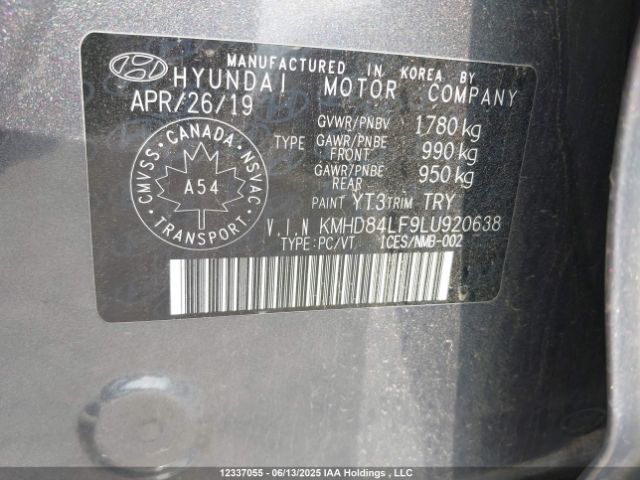 MANUFACTURED IN KOREA BY
HYUNDAI MOTOR COMPANY
APR/26/19
CMVSS · CANADA · NSVAC
A54
TRANSPORT
TYPE
GVWR/PNBV 1780 kg
GAWR/PNBE FRONT 990 kg
GAWR/PNBE REAR 950 kg
PAINT YT3 TRIM TRY
V.I.N KMHD84LF9LU920638
TYPE:PC/VT ICES/NMB-002
12337055 - 06/13/2025 IAA Holdings , LLC